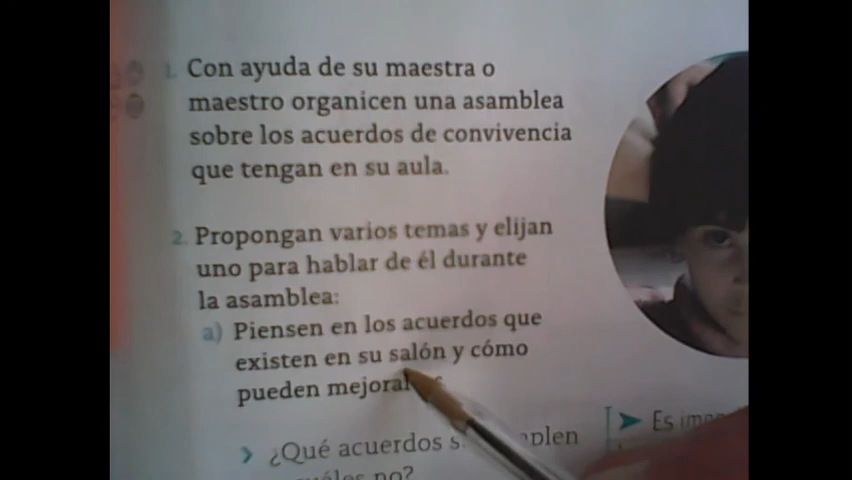 1. Con ayuda de su maestra o
maestro organicen una asamblea
sobre los acuerdos de convivencia
que tengan en su aula.
2. Propongan varios temas y elijan
uno para hablar de él durante
la asamblea:
a) Piensen en los acuerdos que
existen en su salón y cómo
pueden
¿Qué acuerdos
no?
Es